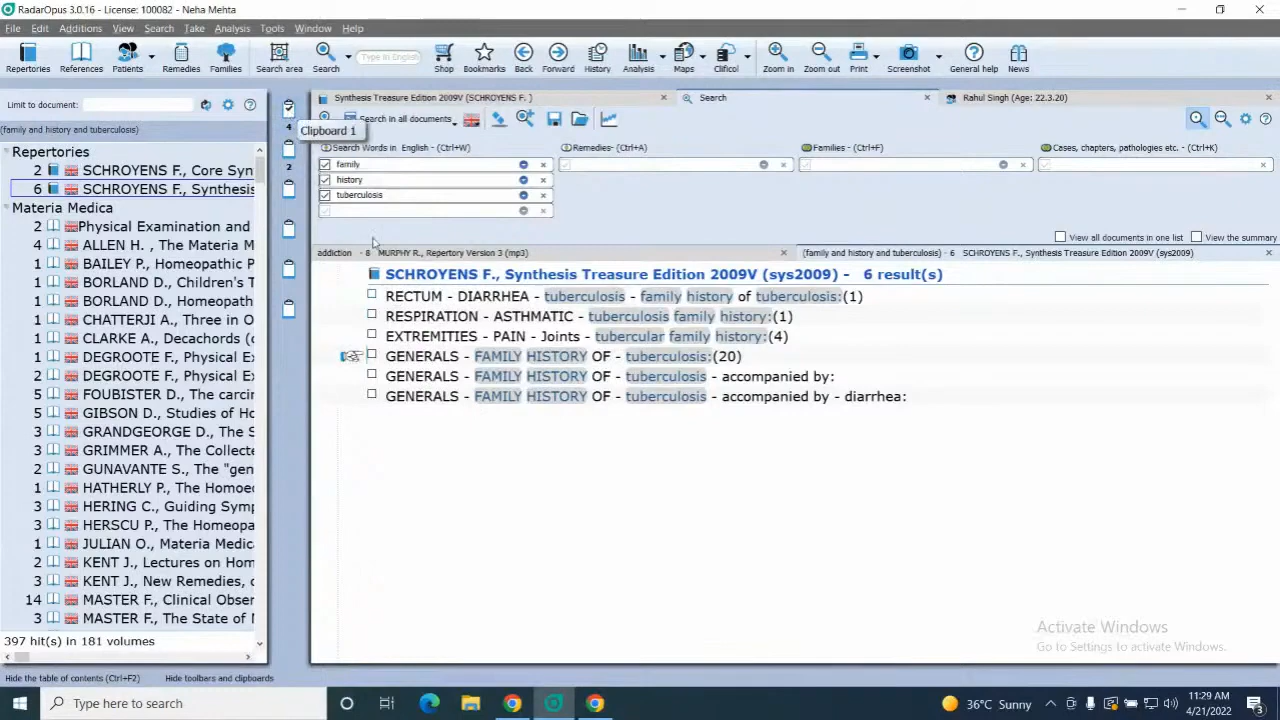 RadarOpus 3.0.16 - License: 100082 - Neha Mehta
File Edit Additions View Search Take Analysis Tools Window Help
Repertories References Patients Remedies Families Search area Search Type in English Shop Bookmarks Back Forward History Analysis Maps Clificol Zoom in Zoom out Print Screenshot General help News
Limit to document:
(family and history and tuberculosis)
Repertories
2 SCHROYENS F., Core Syn
6 SCHROYENS F., Synthesis
Materia Medica
2 Physical Examination and
4 ALLEN H. , The Materia M
1 BAILEY P., Homeopathic P
1 BORLAND D., Children's T
1 BORLAND D., Homeopath
1 CHATTERJI A., Three in O
1 CLARKE A., Decachords (c
1 DEGROOTE F., Physical E
2 DEGROOTE F., Physical Ex
5 FOUBISTER D., The carcin
5 GIBSON D., Studies of Ho
3 GRANDGEORGE D., The S
3 GRIMMER A., The Collecte
2 GUNAVANTE S., The "gen
1 HATHERLY P., The Homoeo
3 HERING C., Guiding Symp
3 HERSCU P., The Homeopat
1 JULIAN O., Materia Medica
2 KENT J., Lectures on Hom
3 KENT J., New Remedies, c
14 MASTER F., Clinical Obser
3 MASTER F., The State of M
397 hit(s) in 181 volumes
4
Clipboard 1
2
Synthesis Treasure Edition 2009V (SCHROYENS F. )
Search
Rahul Singh (Age: 22.3.20)
Search in all documents
Search Words in English - (Ctrl+W)
Remedies- (Ctrl+A)
Families - (Ctrl+F)
Cases, chapters, pathologies etc. - (Ctrl+K)
family
history
tuberculosis
View all documents in one list View the summary
addiction - 8 MURPHY R., Repertory Version 3 (mp3)
(family and history and tuberculosis) - 6 SCHROYENS F., Synthesis Treasure Edition 2009V (sys2009)
SCHROYENS F., Synthesis Treasure Edition 2009V (sys2009) - 6 result(s)
RECTUM - DIARRHEA - tuberculosis - family history of tuberculosis:(1)
RESPIRATION - ASTHMATIC - tuberculosis family history:(1)
EXTREMITIES - PAIN - Joints - tubercular family history:(4)
GENERALS - FAMILY HISTORY OF - tuberculosis:(20)
GENERALS - FAMILY HISTORY OF - tuberculosis - accompanied by:
GENERALS - FAMILY HISTORY OF - tuberculosis - accompanied by - diarrhea:
Activate Windows
Go to Settings to activate Windows.
Hide the table of contents (Ctrl+F2)
Hide toolbars and clipboards
Type here to search
36°C Sunny
11:29 AM
4/21/2022
3